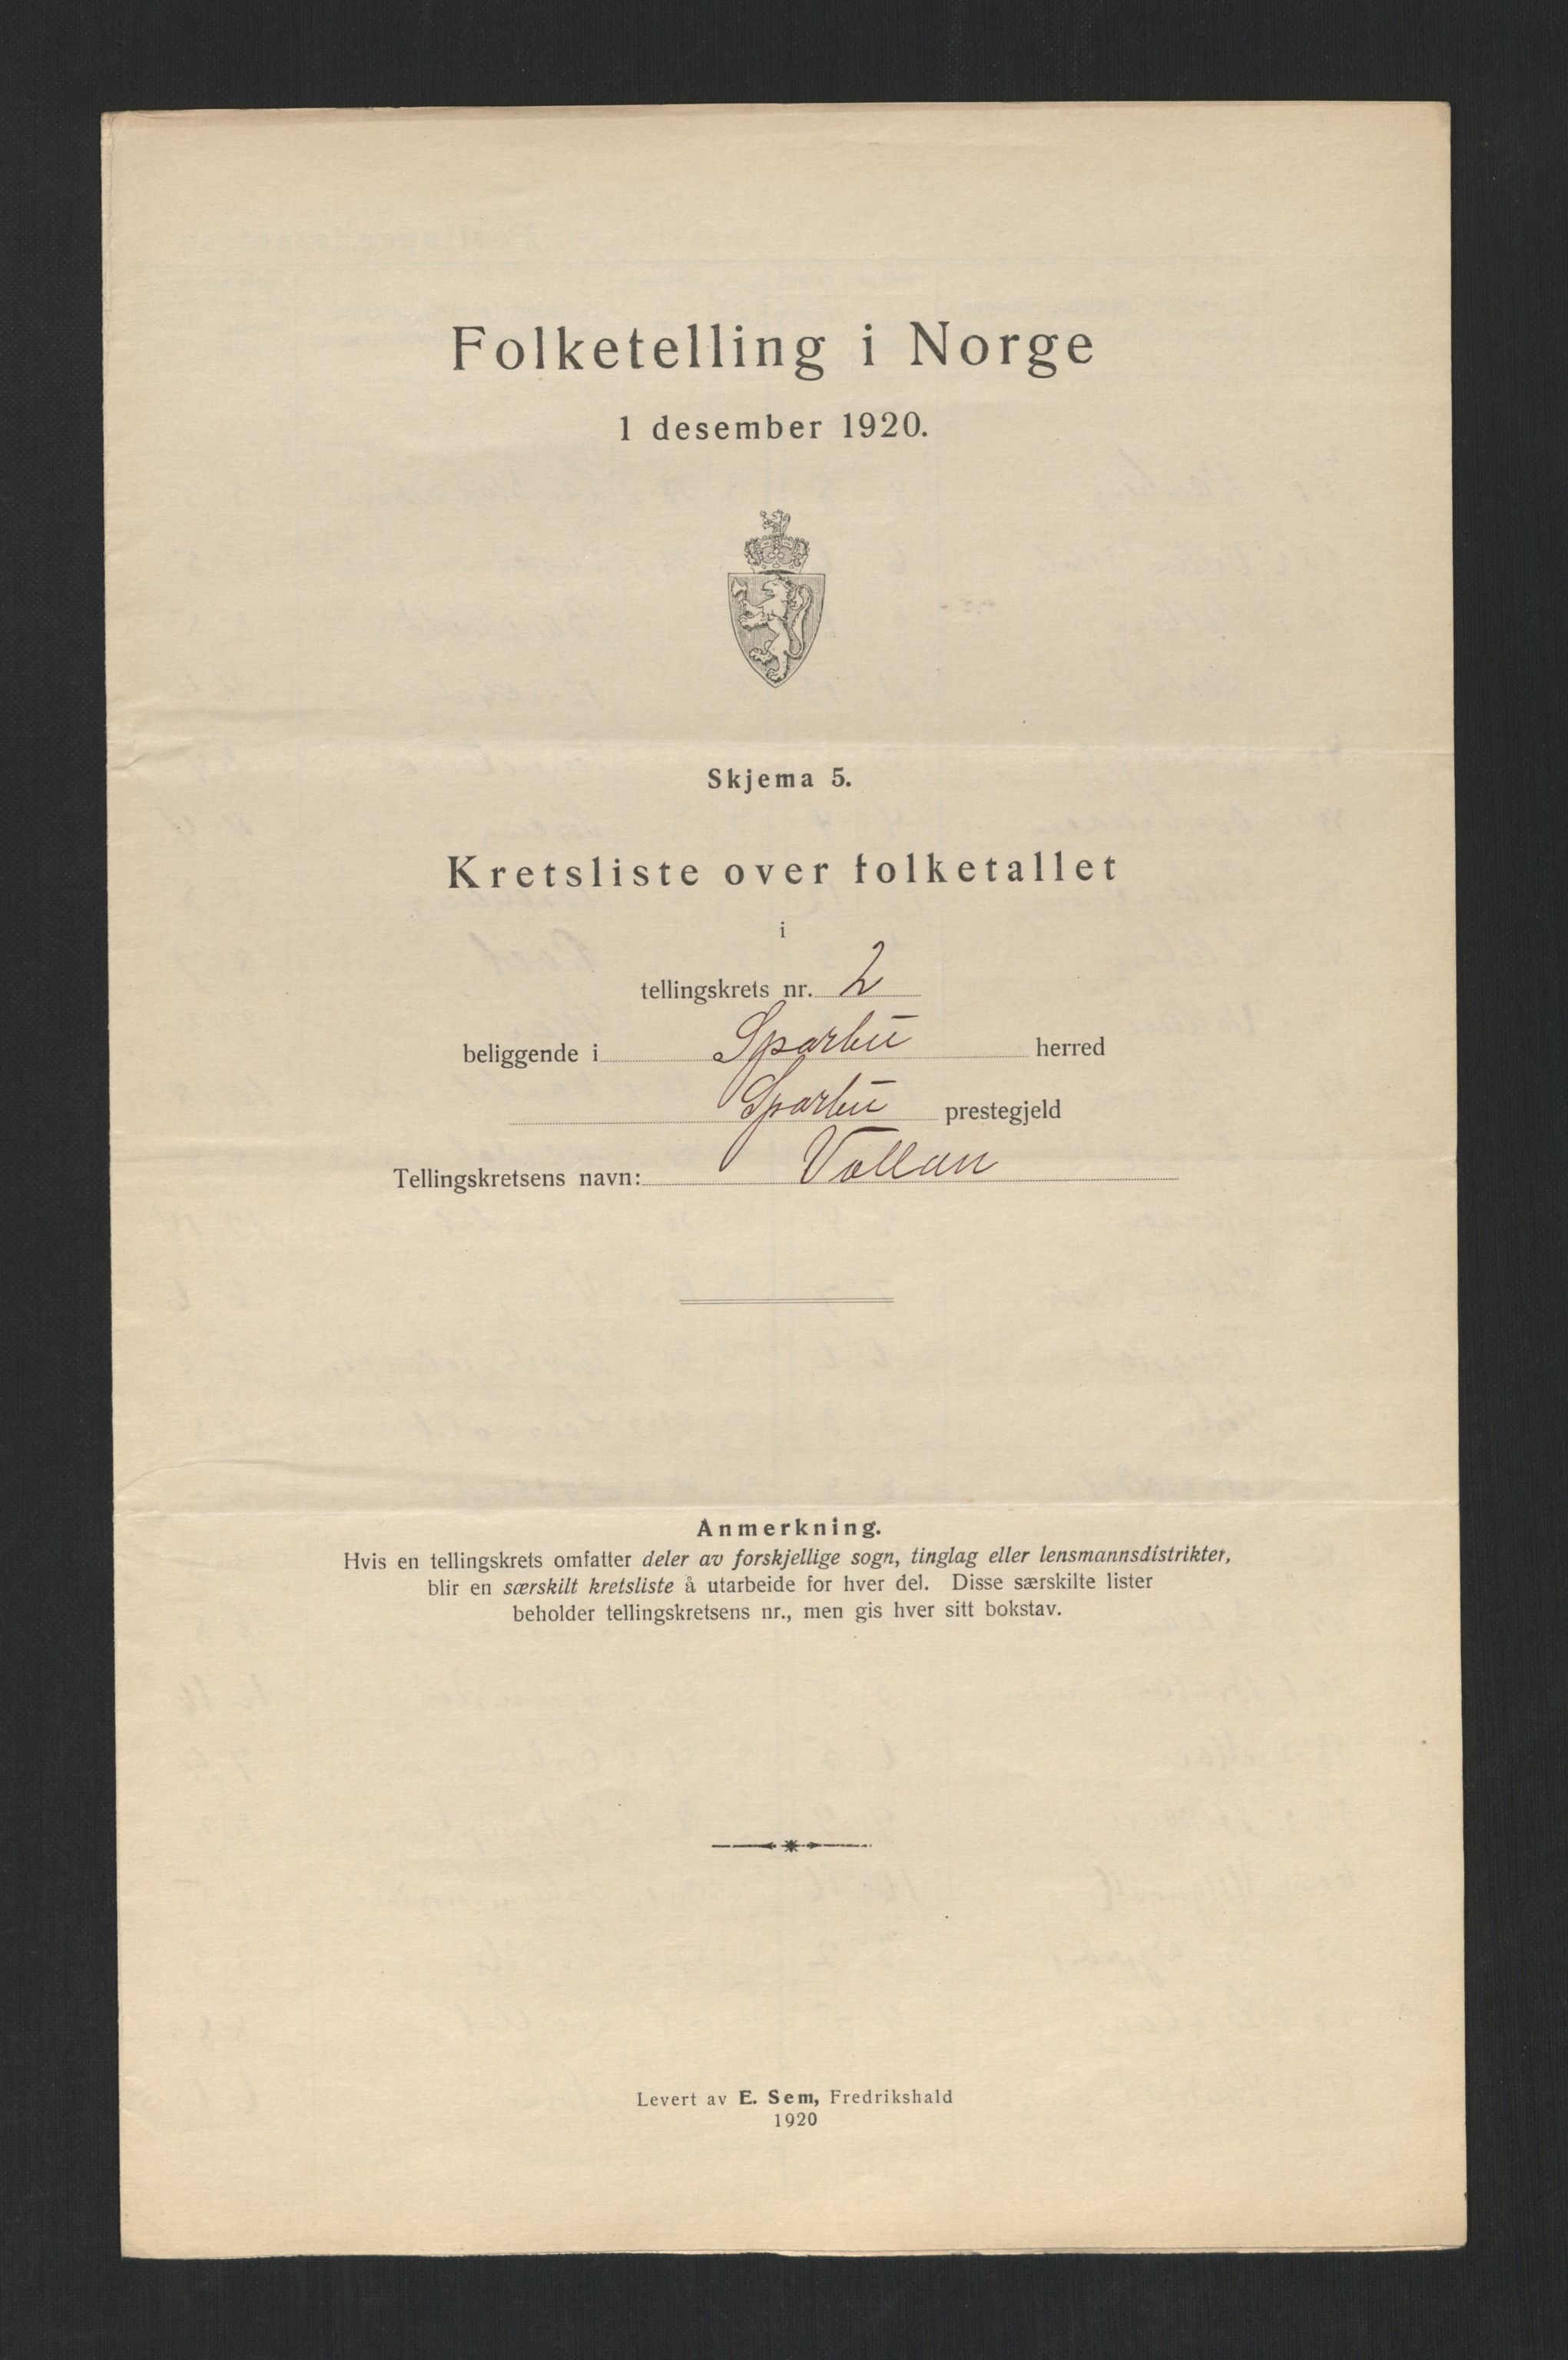 Folketelling i Norge
1 desember 1920.
Skjema 5.
Kretsliste over folketallet
i
tellingskrets nr. 2
beliggende i Sparbu herred
Sparbu prestegjeld
Tellingskretsens navn: Vollan
Anmerkning.
Hvis en tellingskrets omfatter deler av forskjellige sogn, tinglag eller lensmannsdistrikter,
blir en særskilt kretsliste å utarbeide for hver del. Disse særskilte lister
beholder tellingskretsens nr., men gis hver sitt bokstav.
Levert av E. Sem, Fredrikshald
1920